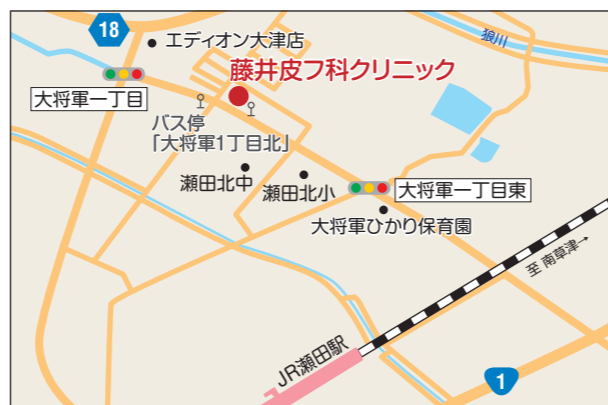 18
エディオン大津店
狼川
藤井皮フ科クリニック
大将軍一丁目
バス停
「大将軍1丁目北」
瀬田北中
瀬田北小
大将軍一丁目東
大将軍ひかり保育園
至 南草津→
JR瀬田駅
1